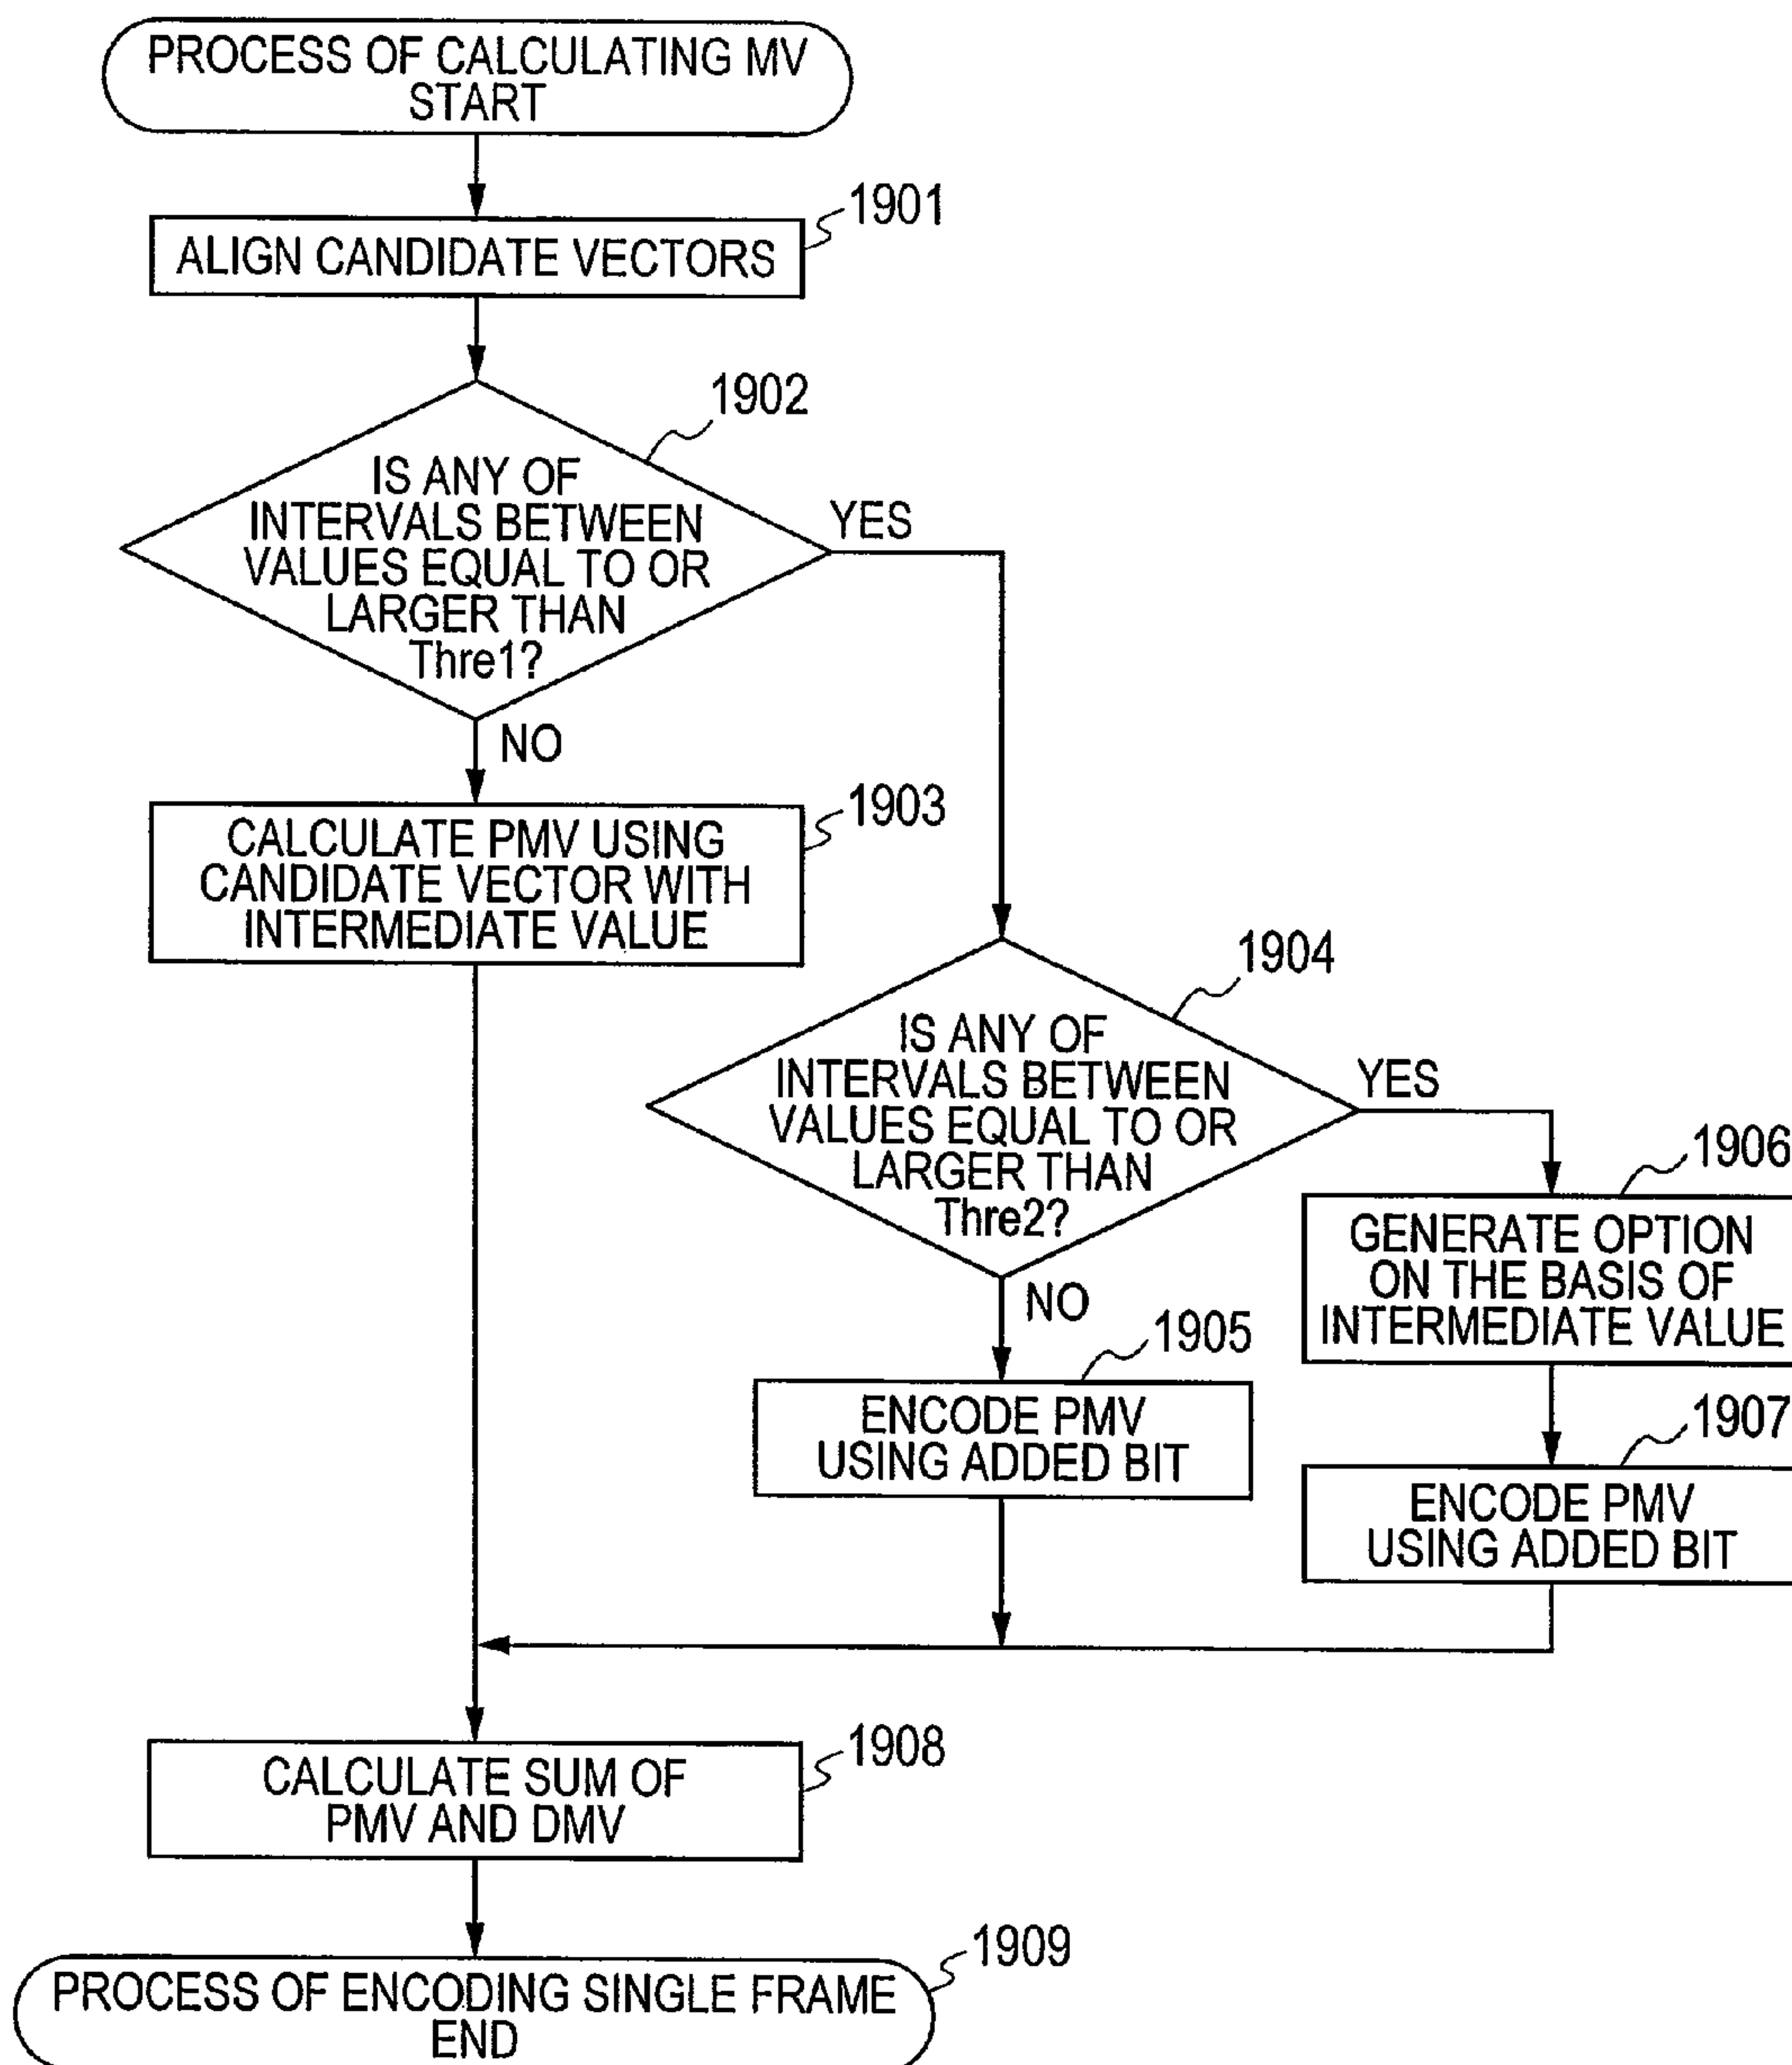 PROCESS OF CALCULATING MV
START
1901
ALIGN CANDIDATE VECTORS
1902
IS ANY OF
INTERVALS BETWEEN
VALUES EQUAL TO OR
LARGER THAN
Thre1?
YES
NO
1903
CALCULATE PMV USING
CANDIDATE VECTOR WITH
INTERMEDIATE VALUE
1904
IS ANY OF
INTERVALS BETWEEN
VALUES EQUAL TO OR
LARGER THAN
Thre2?
YES
NO
1906
GENERATE OPTION
ON THE BASIS OF
INTERMEDIATE VALUE
1905
ENCODE PMV
USING ADDED BIT
1907
ENCODE PMV
USING ADDED BIT
1908
CALCULATE SUM OF
PMV AND DMV
1909
PROCESS OF ENCODING SINGLE FRAME
END